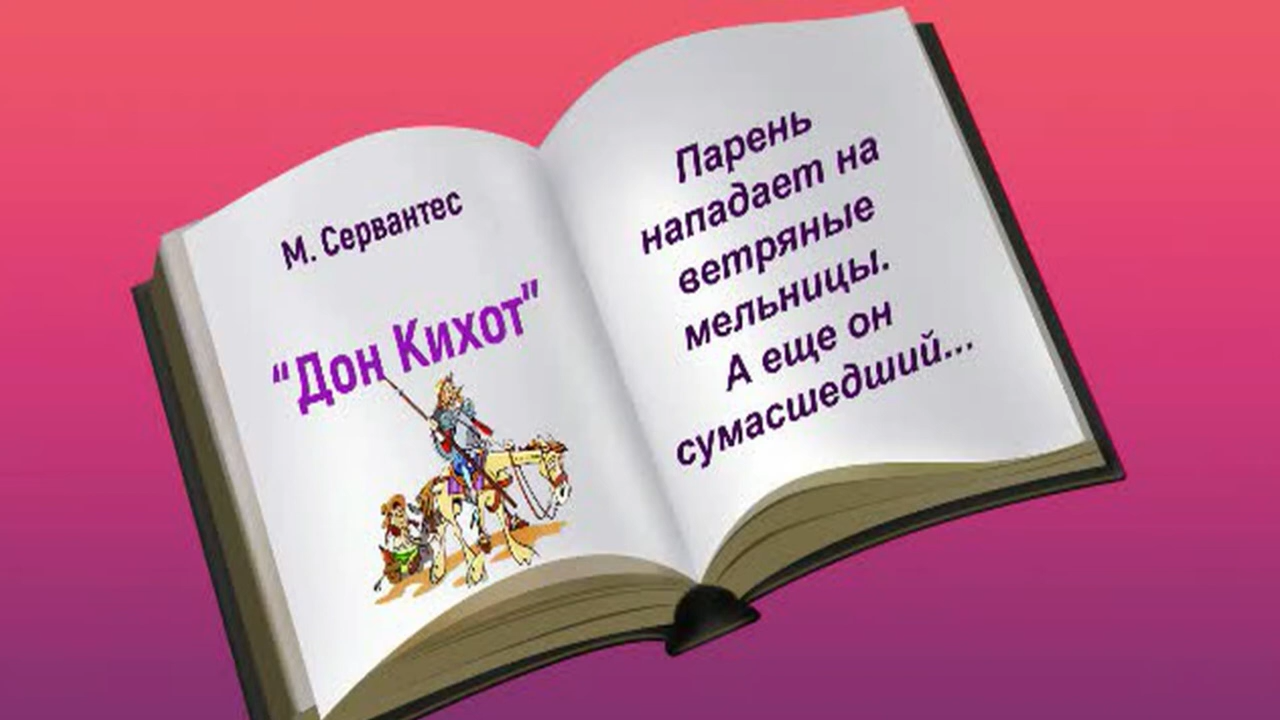 М. Сервантес
“Дон Кихот”
Парень
нападает на
ветряные
мельницы.
А еще он
сумасшедший...